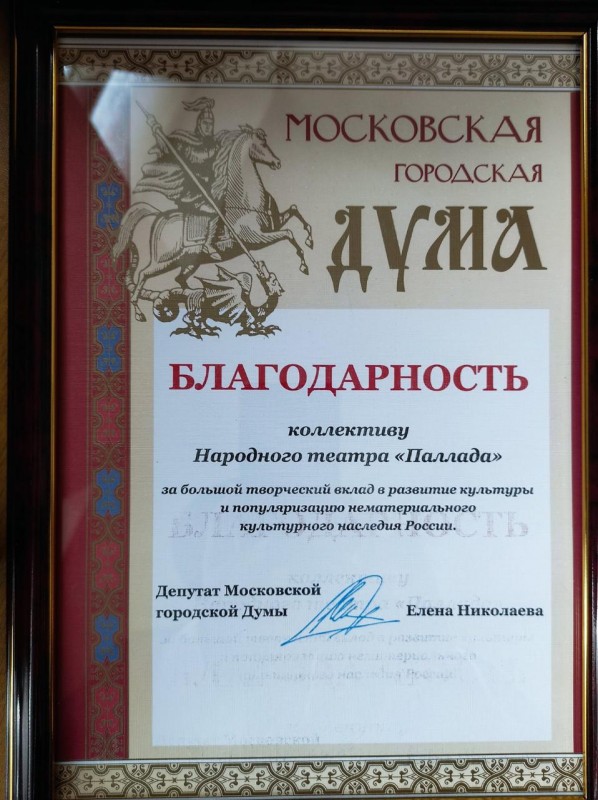 МОСКОВСКАЯ
ГОРОДСКАЯ
ДУМА
БЛАГОДАРНОСТЬ
коллективу
Народного театра «Паллада»
за большой творческий вклад в развитие культуры
и популяризацию нематериального
культурного наследия России.
Депутат Московской
городской Думы Елена Николаева